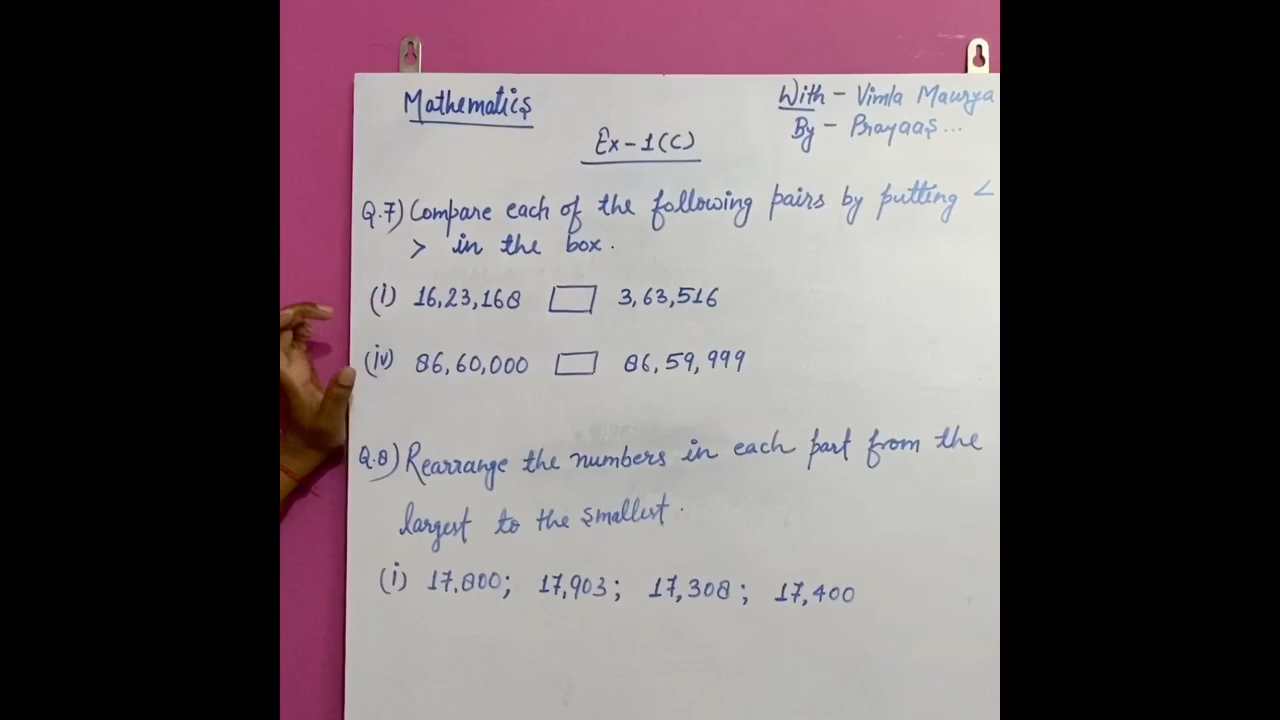 Mathematics
With - Vimla Maurya
By - Prayaas...
Ex-1(C)
Q.7) Compare each of the following pairs by putting <
> in the box.
(i) 16,23,168 3,63,516
(iv) 86,60,000 86,59,999
Q.8) Rearrange the numbers in each part from the
largest to the smallest.
(i) 17,800; 17,903; 17,308; 17,400